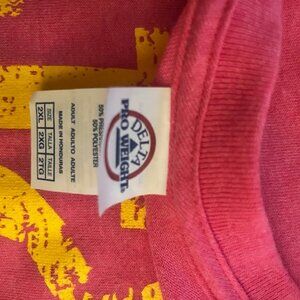 DELTA
PRO WEIGHT
50% POLYESTER
ADULT ADULTO ADULTE
MADE IN HONDURAS
SIZE TALLA TAILLE
2XL 2XG 2TG